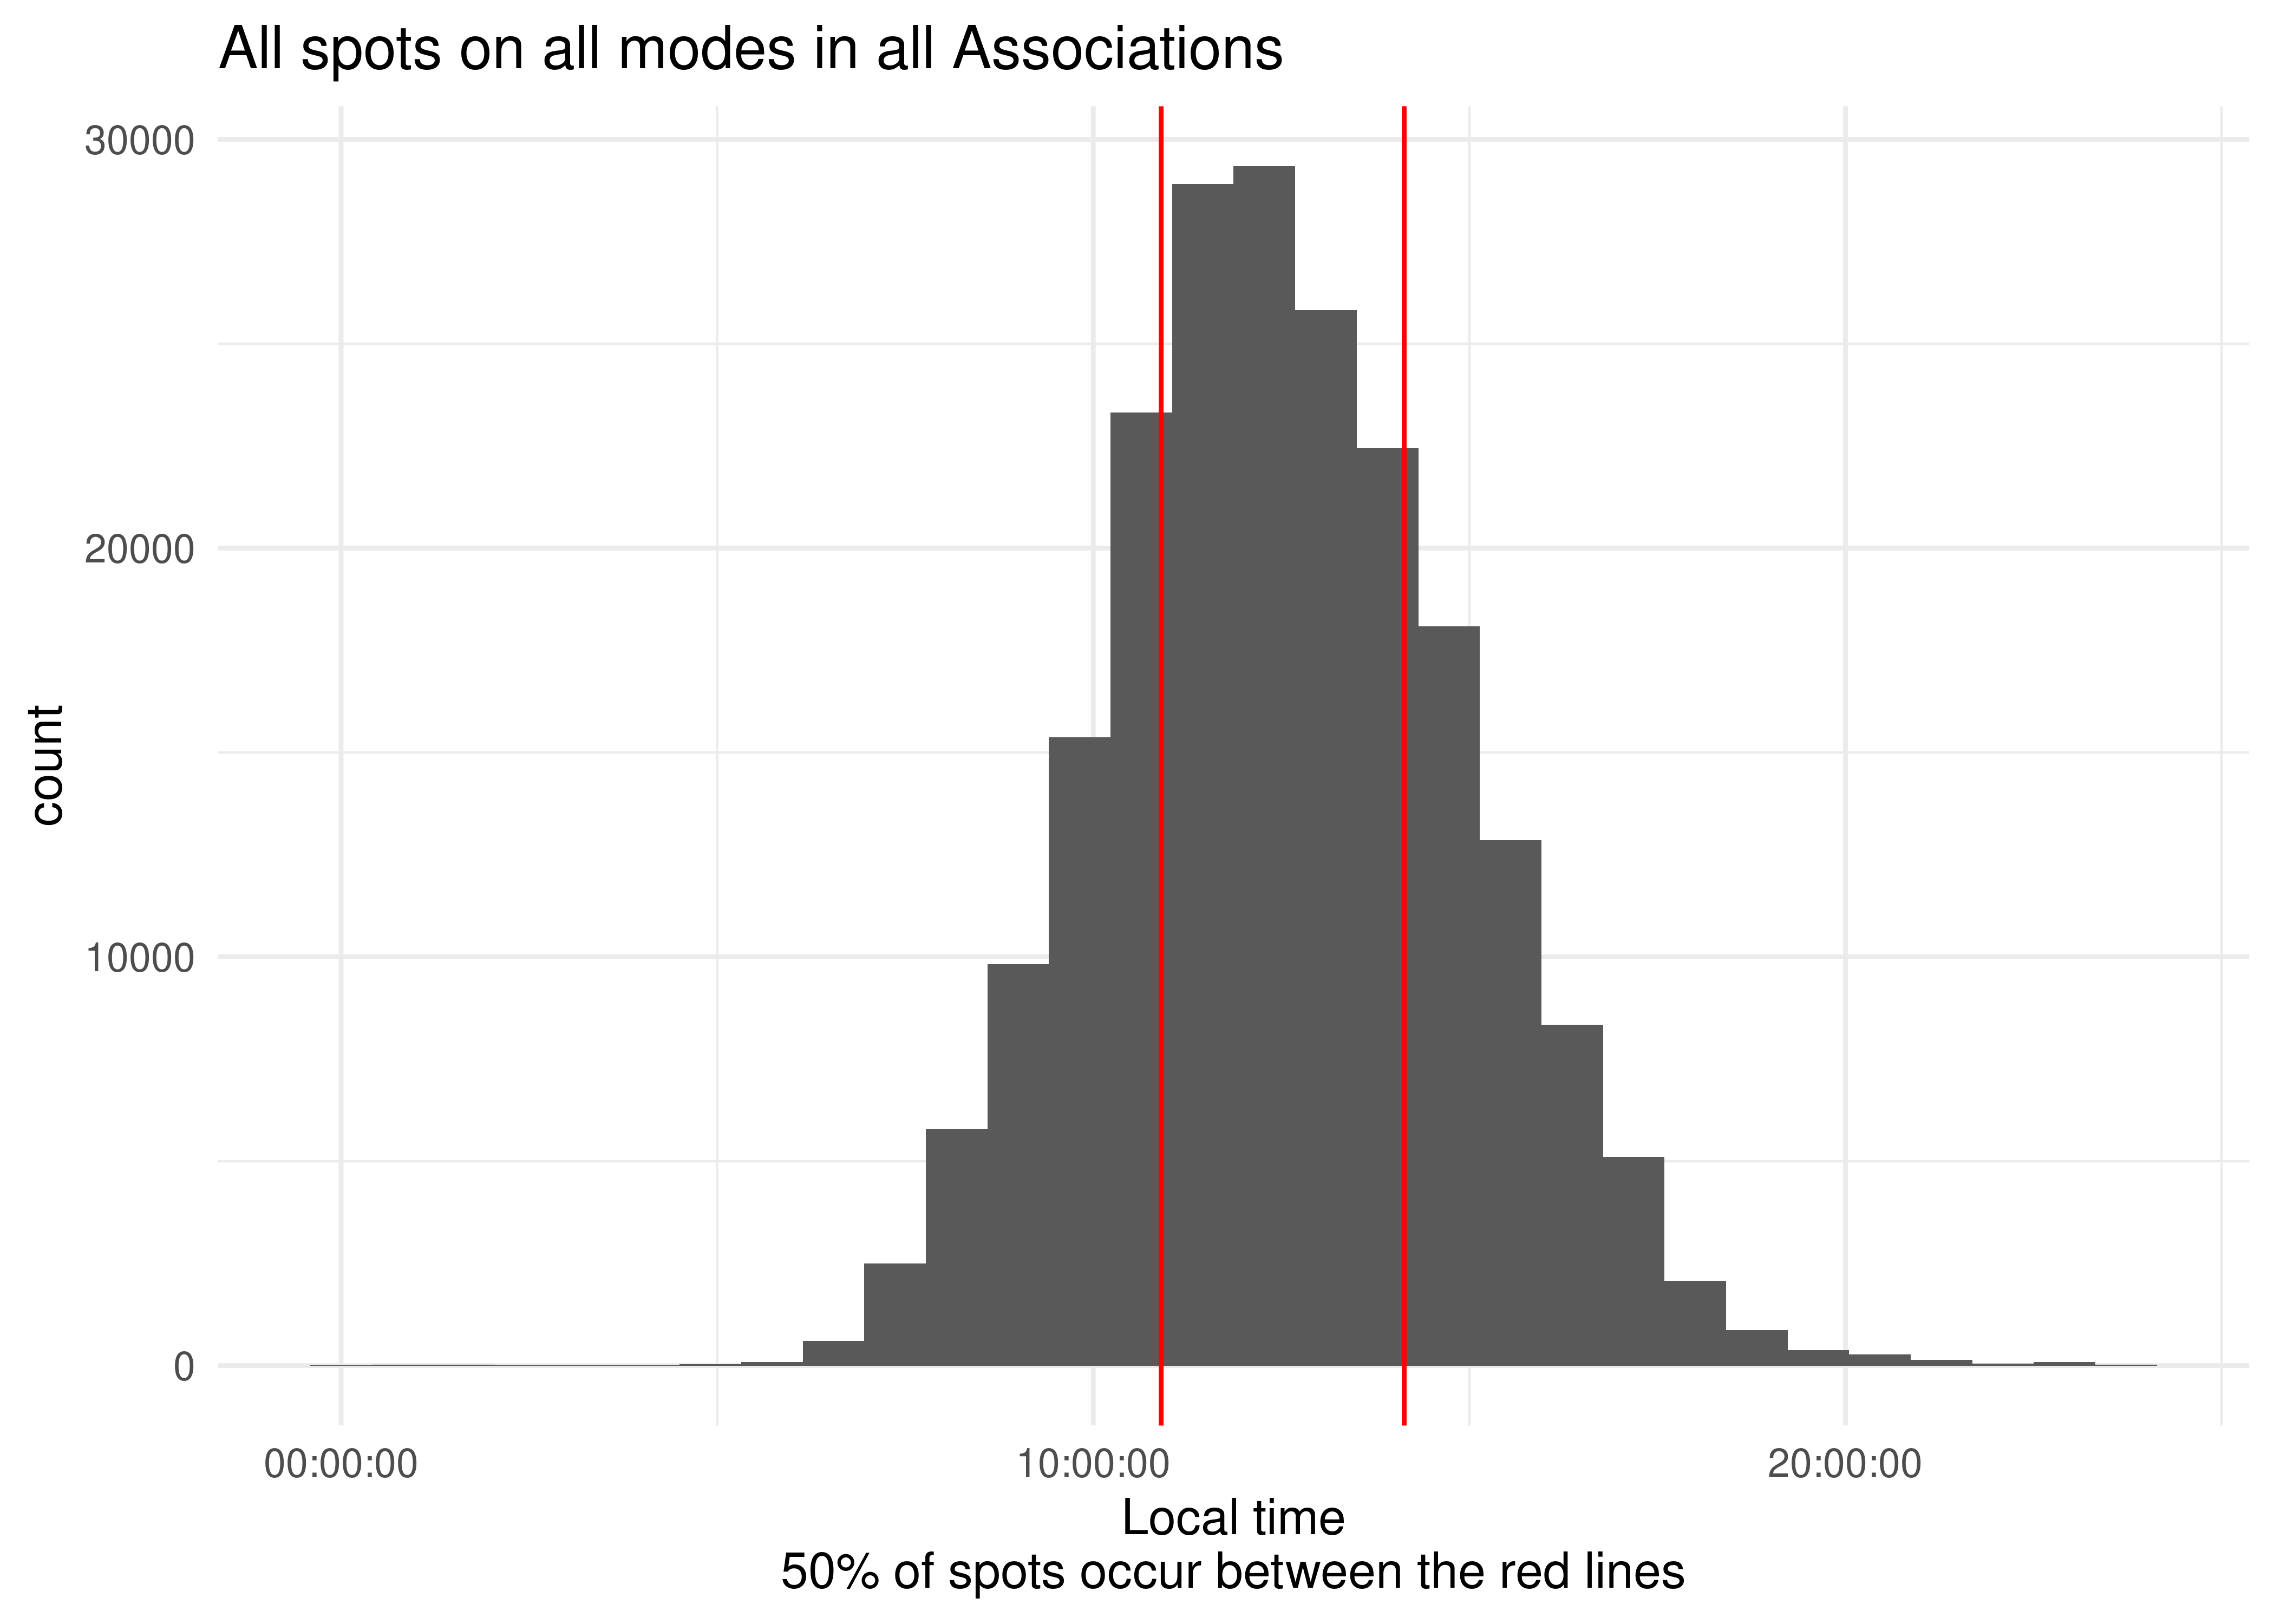 All spots on all modes in all Associations
30000
20000
10000
0
count
00:00:00
10:00:00
20:00:00
Local time
50% of spots occur between the red lines